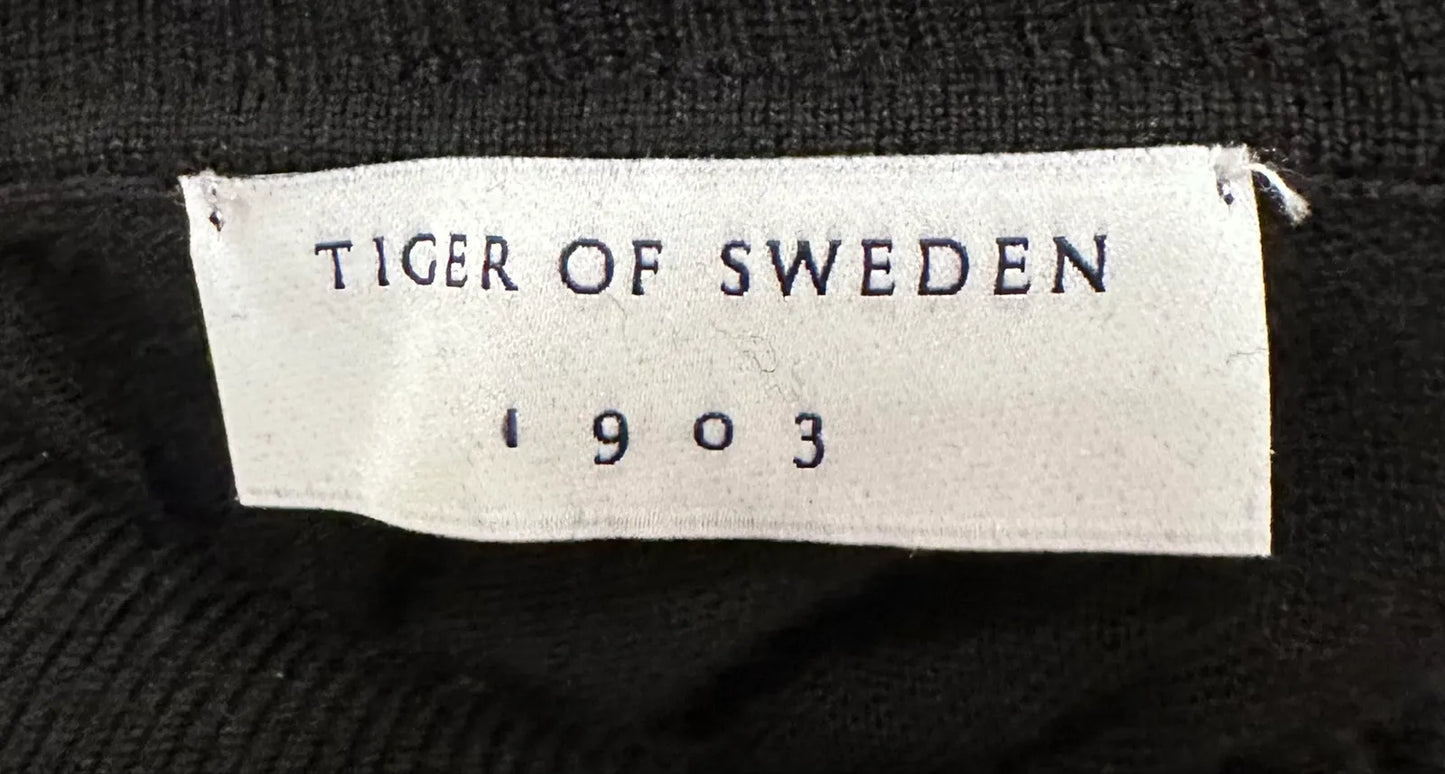 TIGER OF SWEDEN
1903